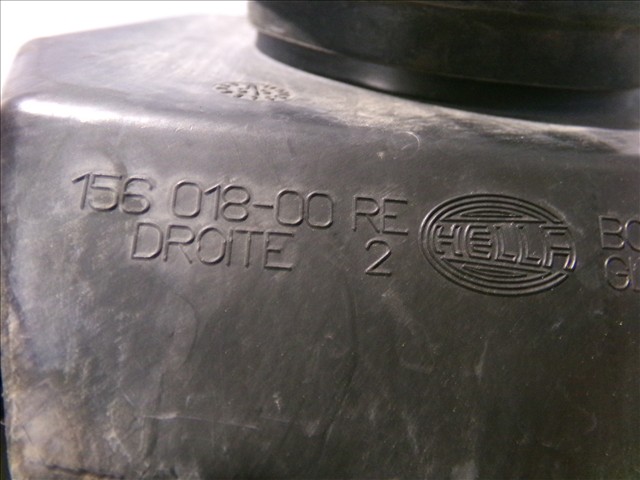 156 018-00 RE
DROITE 2
HELLA